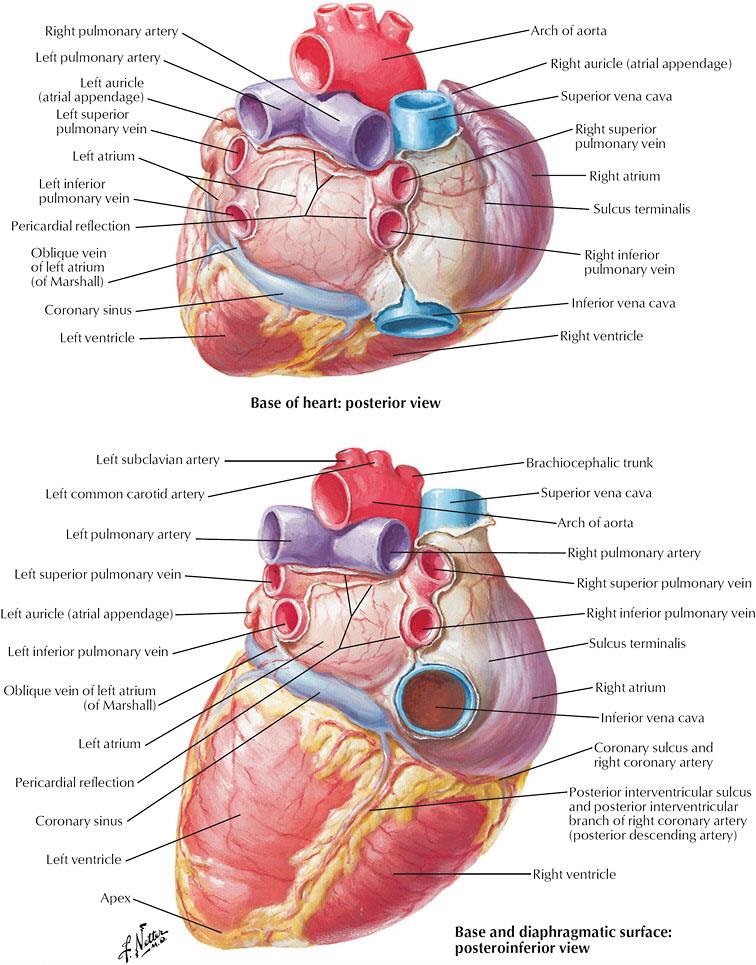 Right pulmonary artery
Left pulmonary artery
Left auricle
(atrial appendage)
Left superior
pulmonary vein
Left atrium
Left inferior
pulmonary vein
Pericardial reflection
Oblique vein
of left atrium
(of Marshall)
Coronary sinus
Left ventricle
Arch of aorta
Right auricle (atrial appendage)
Superior vena cava
Right superior
pulmonary vein
Right atrium
Sulcus terminalis
Right inferior
pulmonary vein
Inferior vena cava
Right ventricle
Base of heart: posterior view
Left subclavian artery
Left common carotid artery
Left pulmonary artery
Left superior pulmonary vein
Left auricle (atrial appendage)
Left inferior pulmonary vein
Oblique vein of left atrium
(of Marshall)
Left atrium
Pericardial reflection
Coronary sinus
Left ventricle
Apex
Brachiocephalic trunk
Superior vena cava
Arch of aorta
Right pulmonary artery
Right superior pulmonary vein
Right inferior pulmonary vein
Sulcus terminalis
Right atrium
Inferior vena cava
Coronary sulcus and
right coronary artery
Posterior interventricular sulcus
and posterior interventricular
branch of right coronary artery
(posterior descending artery)
Right ventricle
F. Netter
M.D.
Base and diaphragmatic surface:
posteroinferior view